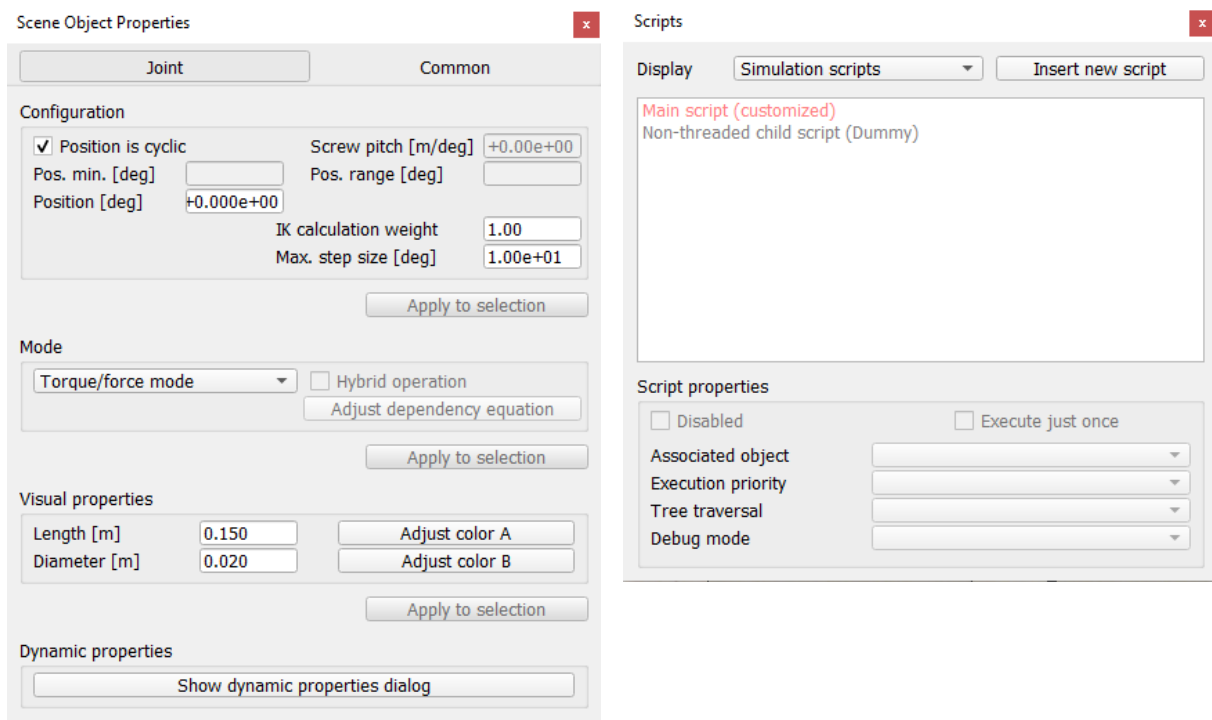 Scene Object Properties
x
Joint
Common
Configuration
Position is cyclic
Screw pitch [m/deg]
+0.00e+00
Pos. min. [deg]
Pos. range [deg]
Position [deg]
+0.000e+00
IK calculation weight
1.00
Max. step size [deg]
1.00e+01
Apply to selection
Mode
Torque/force mode
Hybrid operation
Adjust dependency equation
Apply to selection
Visual properties
Length [m]
0.150
Adjust color A
Diameter [m]
0.020
Adjust color B
Apply to selection
Dynamic properties
Show dynamic properties dialog
Scripts
x
Display
Simulation scripts
Insert new script
Main script (customized)
Non-threaded child script (Dummy)
Script properties
Disabled
Execute just once
Associated object
Execution priority
Tree traversal
Debug mode